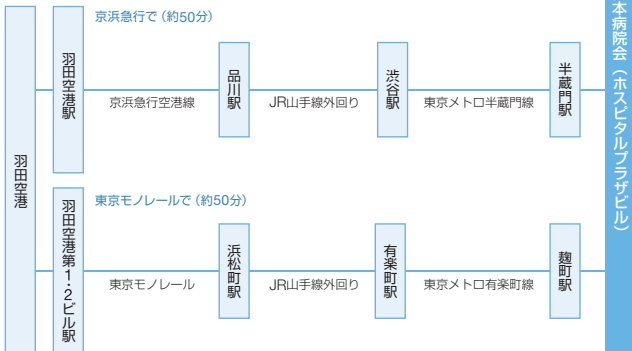 羽田空港
京浜急行で（約50分）
羽田空港駅
京浜急行空港線
品川駅
JR山手線外回り
渋谷駅
東京メトロ半蔵門線
半蔵門駅
東京モノレールで（約50分）
羽田空港第1・2ビル駅
東京モノレール
浜松町駅
JR山手線外回り
有楽町駅
東京メトロ有楽町線
麹町駅
本病院会（ホスピタルプラザビル）